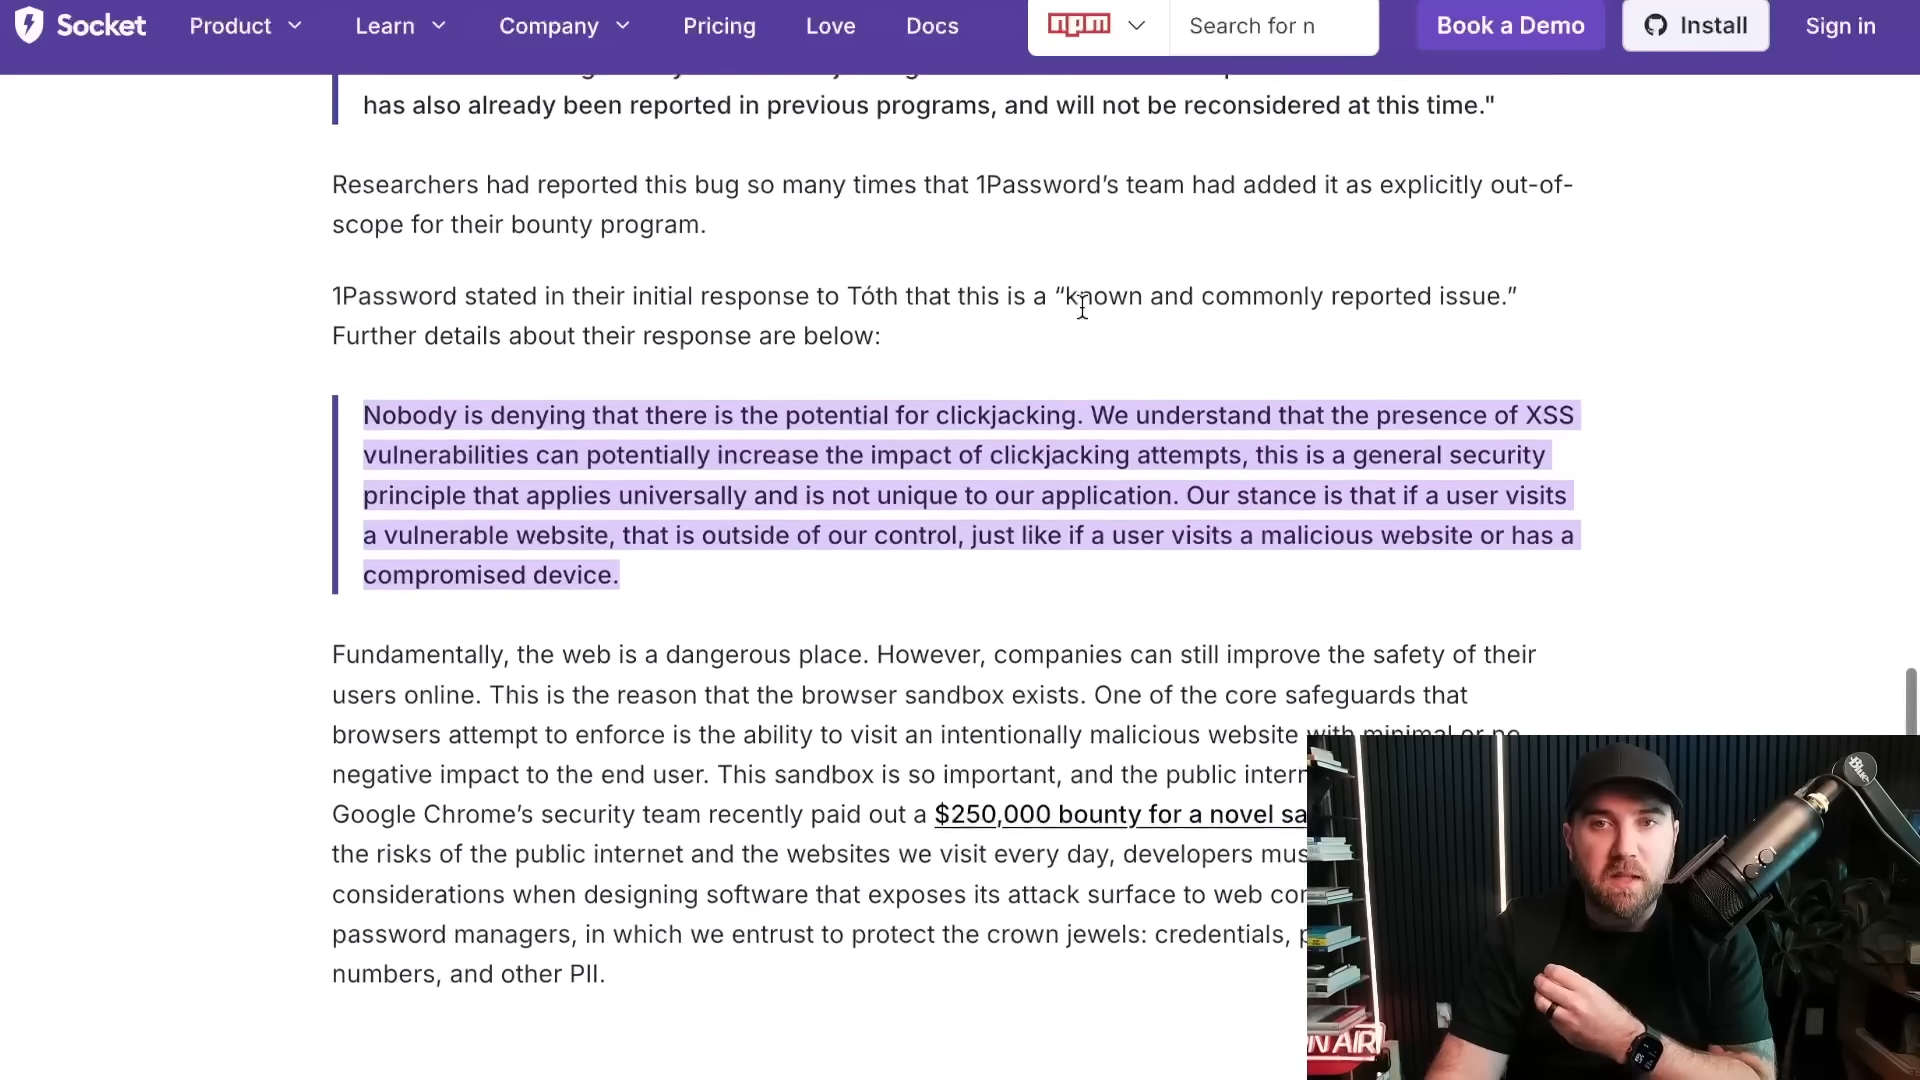 Socket Product Learn Company Pricing Love Docs npm Search for n Book a Demo Install Sign in
has also already been reported in previous programs, and will not be reconsidered at this time."
Researchers had reported this bug so many times that 1Password’s team had added it as explicitly out-of-
scope for their bounty program.
1Password stated in their initial response to Tóth that this is a “known and commonly reported issue.”
Further details about their response are below:
Nobody is denying that there is the potential for clickjacking. We understand that the presence of XSS
vulnerabilities can potentially increase the impact of clickjacking attempts, this is a general security
principle that applies universally and is not unique to our application. Our stance is that if a user visits
a vulnerable website, that is outside of our control, just like if a user visits a malicious website or has a
compromised device.
Fundamentally, the web is a dangerous place. However, companies can still improve the safety of their
users online. This is the reason that the browser sandbox exists. One of the core safeguards that
browsers attempt to enforce is the ability to visit an intentionally malicious website with minimal or no
negative impact to the end user. This sandbox is so important, and the public intern
Google Chrome’s security team recently paid out a $250,000 bounty for a novel sa
the risks of the public internet and the websites we visit every day, developers mus
considerations when designing software that exposes its attack surface to web con
password managers, in which we entrust to protect the crown jewels: credentials, p
numbers, and other PII.
Blue
N AIR